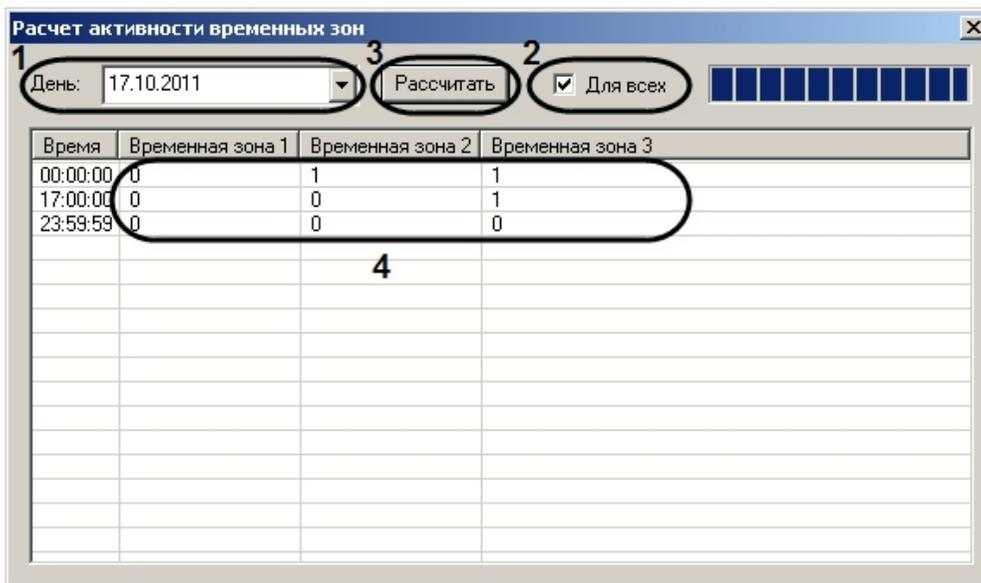 Расчет активности временных зон
1 3 2
День: 17.10.2011 Рассчитать Для всех
Время Временная зона 1 Временная зона 2 Временная зона 3
00:00:00 0 1 1
17:00:00 0 0 1
23:59:59 0 0 0
4